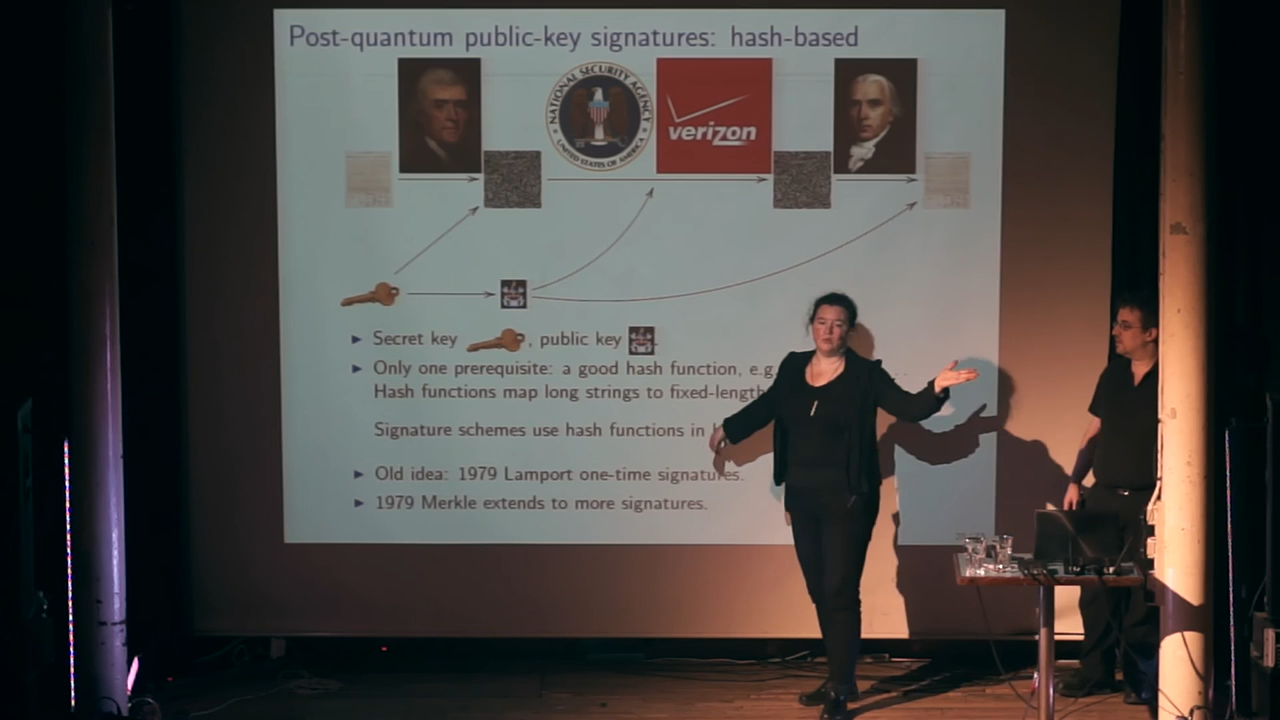 Post-quantum public-key signatures: hash-based
NATIONAL SECURITY AGENCY
UNITED STATES OF AMERICA
verizon
Secret key , public key .
Only one prerequisite: a good hash function, e.g.
Hash functions map long strings to fixed-length
Signature schemes use hash functions in
Old idea: 1979 Lamport one-time signatures.
1979 Merkle extends to more signatures.